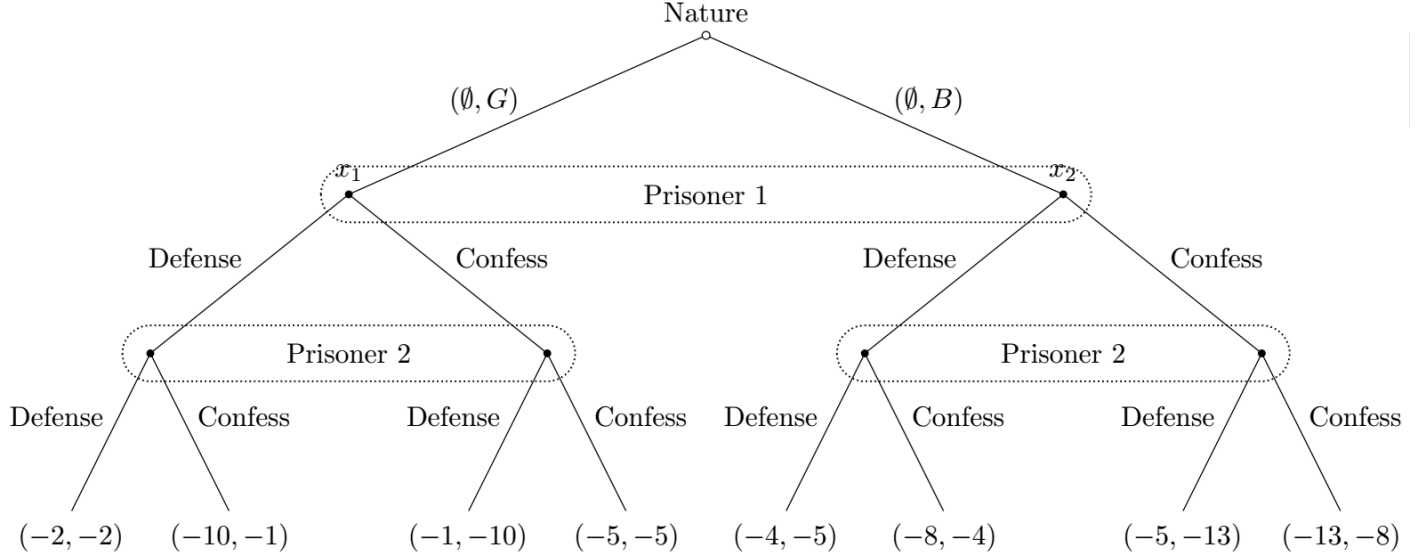 Nature
(∅, G) (∅, B)
x₁ x₂
Prisoner 1
Defense Confess Defense Confess
Prisoner 2 Prisoner 2
Defense Confess Defense Confess Defense Confess Defense Confess
(−2, −2) (−10, −1) (−1, −10) (−5, −5) (−4, −5) (−8, −4) (−5, −13) (−13, −8)